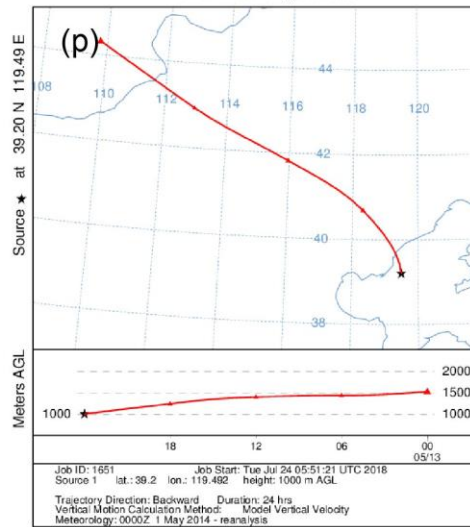 (p)
44
108
110
112
114
116
118
120
42
40
38
Source ★ at 39.20 N 119.49 E
Meters AGL
2000
1500
1000
1000
18
12
06
00
05/13
Job ID: 1651 Job Start: Tue Jul 24 05:51:21 UTC 2018
Source 1 lat.: 39.2 lon.: 119.492 height: 1000 m AGL
Trajectory Direction: Backward Duration: 24 hrs
Vertical Motion Calculation Method: Model Vertical Velocity
Meteorology: 0000Z 1 May 2014 - reanalysis